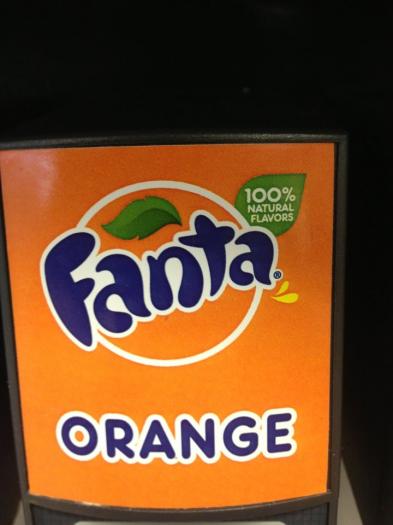 100%
NATURAL
FLAVORS
Fanta®
ORANGE